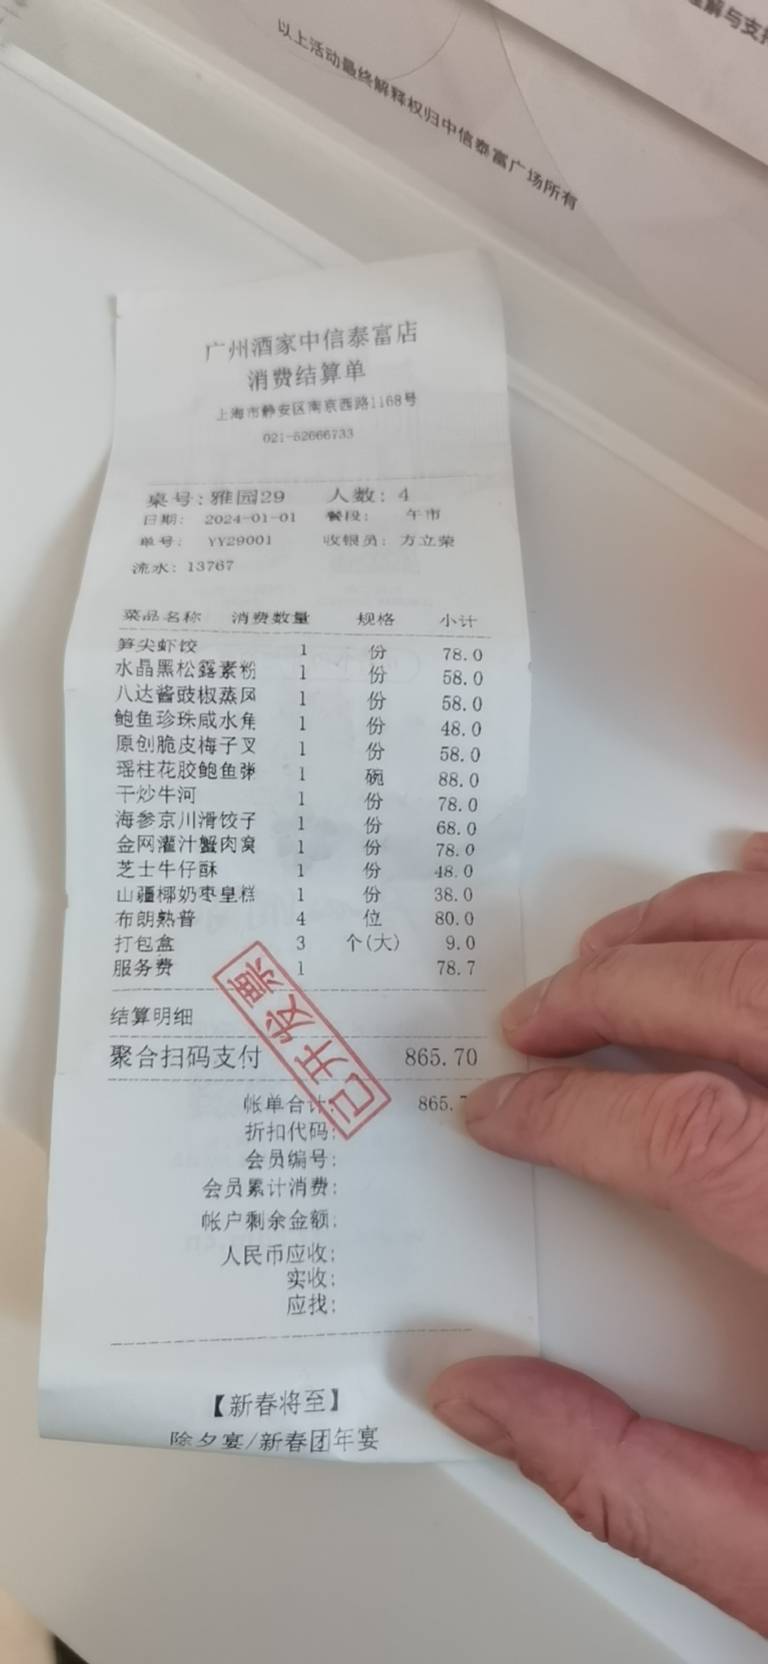 理解与支持
以上活动最终解释权归中信泰富广场所有
广州酒家中信泰富店
消费结算单
上海市静安区南京西路1168号
021-52666733
桌号:雅园29 人数: 4
日期: 2024-01-01 餐段: 午市
单号: YY29001 收银员: 方立荣
流水: 13767
菜品名称 消费数量 规格 小计
笋尖虾饺 1 份 78.0
水晶黑松露素粉 1 份 58.0
八达酱豉椒蒸凤 1 份 58.0
鲍鱼珍珠咸水角 1 份 48.0
原创脆皮梅子叉 1 份 58.0
瑶柱花胶鲍鱼粥 1 碗 88.0
干炒牛河 1 份 78.0
海参京川滑饺子 1 份 68.0
金网灌汁蟹肉窝 1 份 78.0
芝士牛仔酥 1 份 48.0
山疆椰奶枣皇糕 1 份 38.0
布朗熟普 4 位 80.0
打包盒 3 个(大) 9.0
服务费 1 78.7
已开发票
结算明细
聚合扫码支付 865.70
帐单合计: 865.7
折扣代码:
会员编号:
会员累计消费:
帐户剩余金额:
人民币应收:
实收:
应找:
【新春将至】
除夕宴/新春团年宴